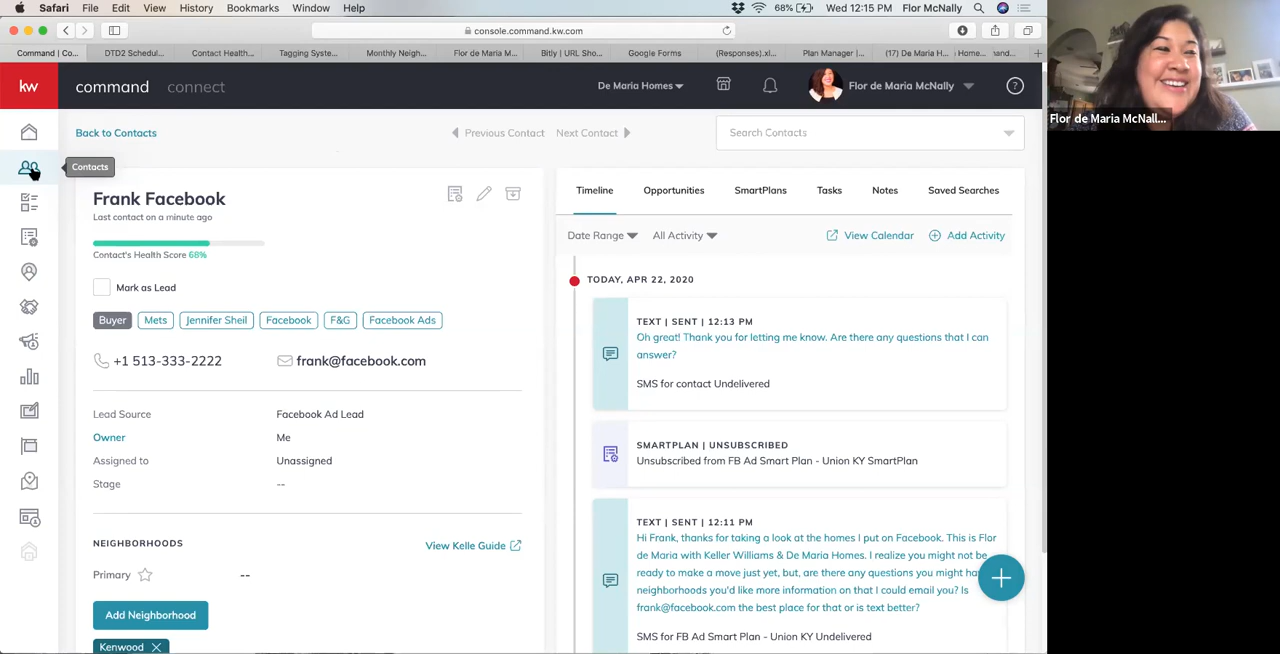 Safari File Edit View History Bookmarks Window Help 68% Wed 12:15 PM Flor McNally
console.command.kw.com
Command | Co... DTD2 Schedul... Contact Health... Tagging Syste... Monthly Neigh... Flor de Maria M... Bitly | URL Sho... Google Forms (Responses).xl... Plan Manager |... (17) De Maria H... Home... and...
kw command connect De Maria Homes Flor de Maria McNally ?
Flor de Maria McNall...
Back to Contacts Previous Contact Next Contact Search Contacts
Contacts
Frank Facebook
Last contact on a minute ago
Contact's Health Score 68%
Mark as Lead
Buyer Mets Jennifer Sheil Facebook F&G Facebook Ads
+1 513-333-2222 frank@facebook.com
Lead Source Facebook Ad Lead
Owner Me
Assigned to Unassigned
Stage --
NEIGHBORHOODS View Kelle Guide
Primary --
Add Neighborhood
Kenwood
Timeline Opportunities SmartPlans Tasks Notes Saved Searches
Date Range All Activity View Calendar Add Activity
TODAY, APR 22, 2020
TEXT | SENT | 12:13 PM
Oh great! Thank you for letting me know. Are there any questions that I can
answer?
SMS for contact Undelivered
SMARTPLAN | UNSUBSCRIBED
Unsubscribed from FB Ad Smart Plan - Union KY SmartPlan
TEXT | SENT | 12:11 PM
Hi Frank, thanks for taking a look at the homes I put on Facebook. This is Flor
de Maria with Keller Williams & De Maria Homes. I realize you might not be
ready to make a move just yet, but, are there any questions you might ha
neighborhoods you'd like more information on that I could email you? Is
frank@facebook.com the best place for that or is text better?
SMS for FB Ad Smart Plan - Union KY Undelivered